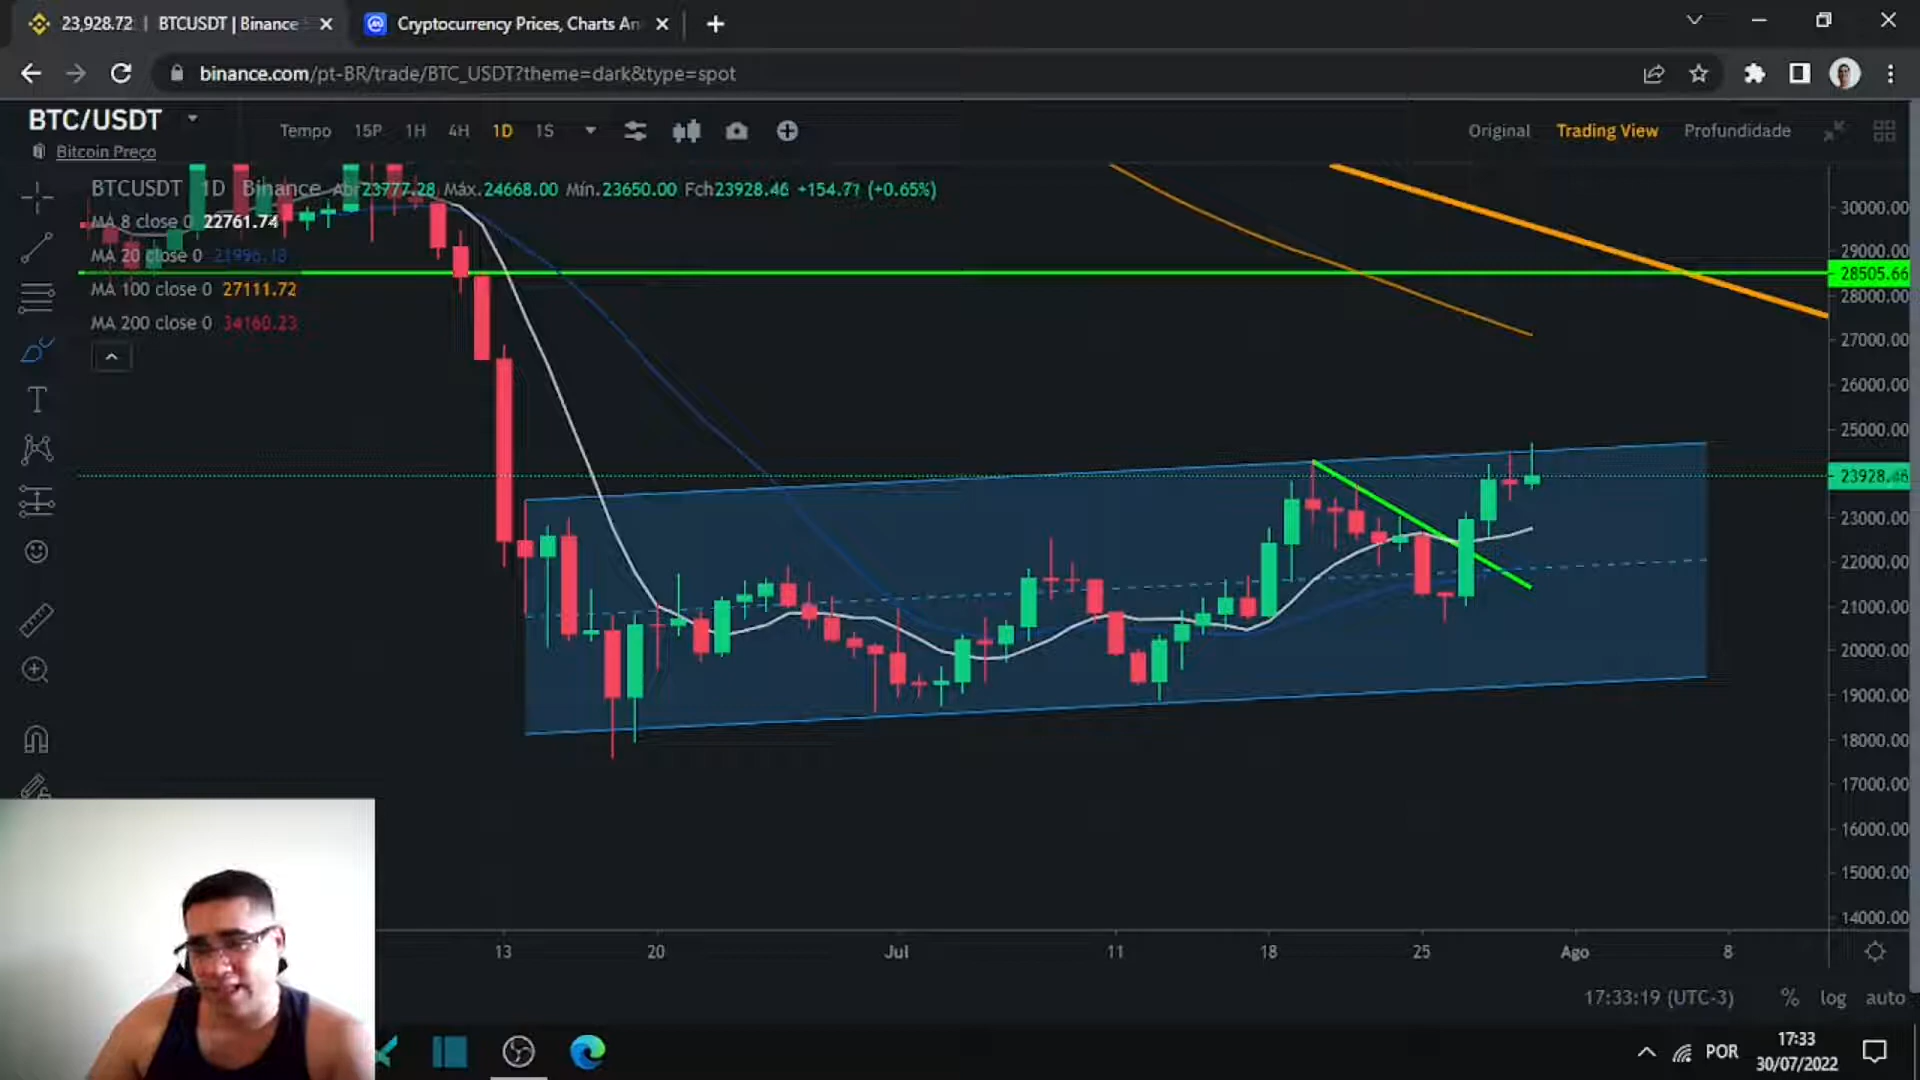 23,928.72 | BTCUSDT | Binance
Cryptocurrency Prices, Charts An
binance.com/pt-BR/trade/BTC_USDT?theme=dark&type=spot
BTC/USDT
Bitcoin Preço
Tempo 15P 1H 4H 1D 1S
Original Trading View Profundidade
BTCUSDT 1D Binance Abr23777.28 Máx.24668.00 Mín.23650.00 Fch23928.46 +154.71 (+0.65%)
MA 8 close 0 22761.74
MA 20 close 0 21996.13
MA 100 close 0 27111.72
MA 200 close 0 34160.23
30000.00
29000.00
28505.66
28000.00
27000.00
26000.00
25000.00
23928.46
23000.00
22000.00
21000.00
20000.00
19000.00
18000.00
17000.00
16000.00
15000.00
14000.00
13 20 Jul 11 18 25 Ago 8
17:33:19 (UTC-3) % log auto
POR
17:33
30/07/2022